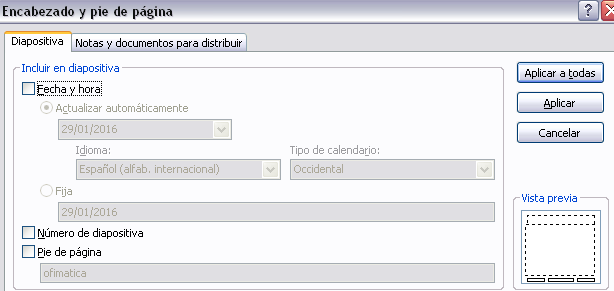 Encabezado y pie de página
Diapositiva
Notas y documentos para distribuir
Incluir en diapositiva
Fecha y hora
Actualizar automáticamente
29/01/2016
Idioma:
Tipo de calendario:
Español (alfab. internacional)
Occidental
Fija
29/01/2016
Número de diapositiva
Pie de página
ofimatica
Aplicar a todas
Aplicar
Cancelar
Vista previa